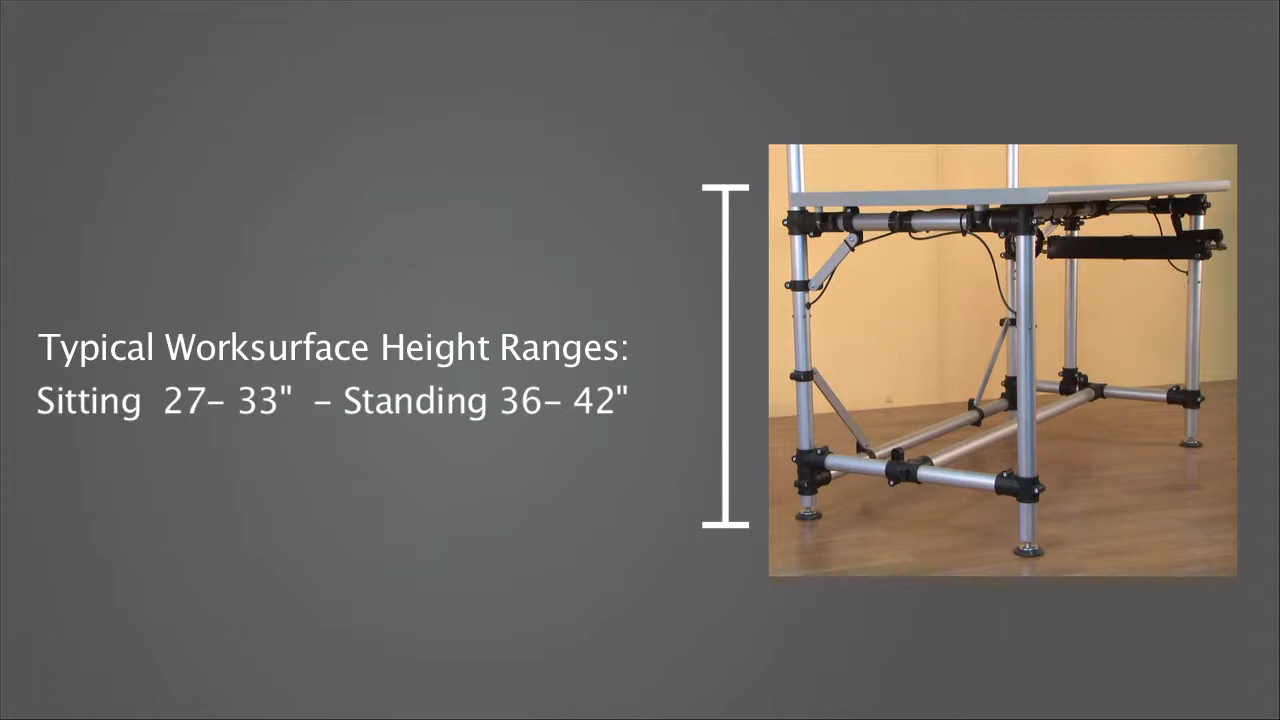 Typical Worksurface Height Ranges:
Sitting  27- 33"  - Standing 36- 42"